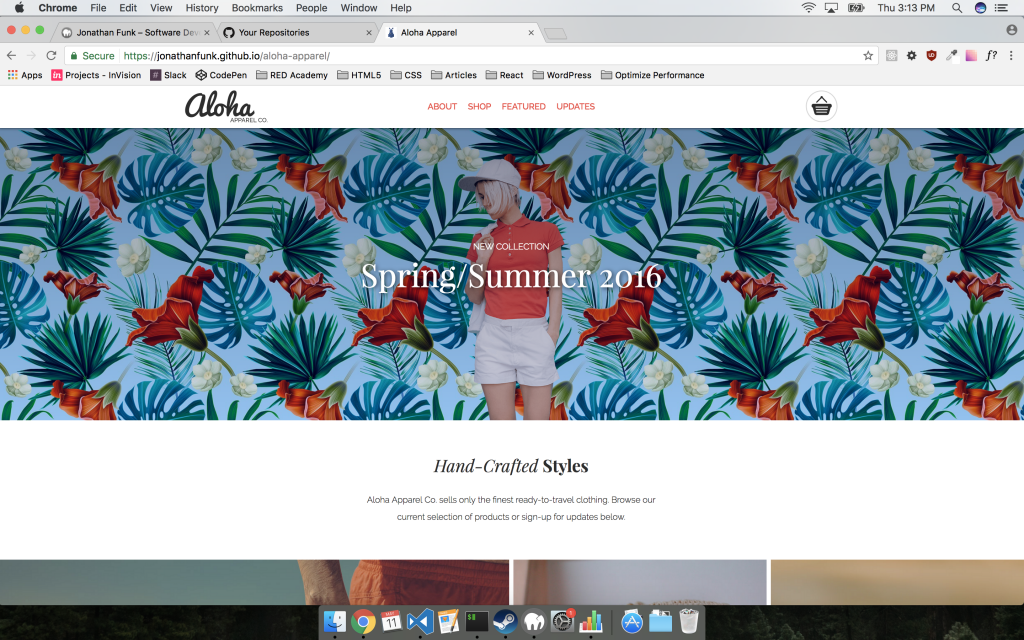 Chrome File Edit View History Bookmarks People Window Help Thu 3:13 PM
Jonathan Funk – Software Dev
Your Repositories
Aloha Apparel
Secure https://jonathanfunk.github.io/aloha-apparel/
Apps Projects - InVision Slack CodePen RED Academy HTML5 CSS Articles React WordPress Optimize Performance
Aloha
APPAREL CO.
ABOUT SHOP FEATURED UPDATES
NEW COLLECTION
Spring/Summer 2016
Hand-Crafted Styles
Aloha Apparel Co. sells only the finest ready-to-travel clothing. Browse our
current selection of products or sign-up for updates below.
11
1